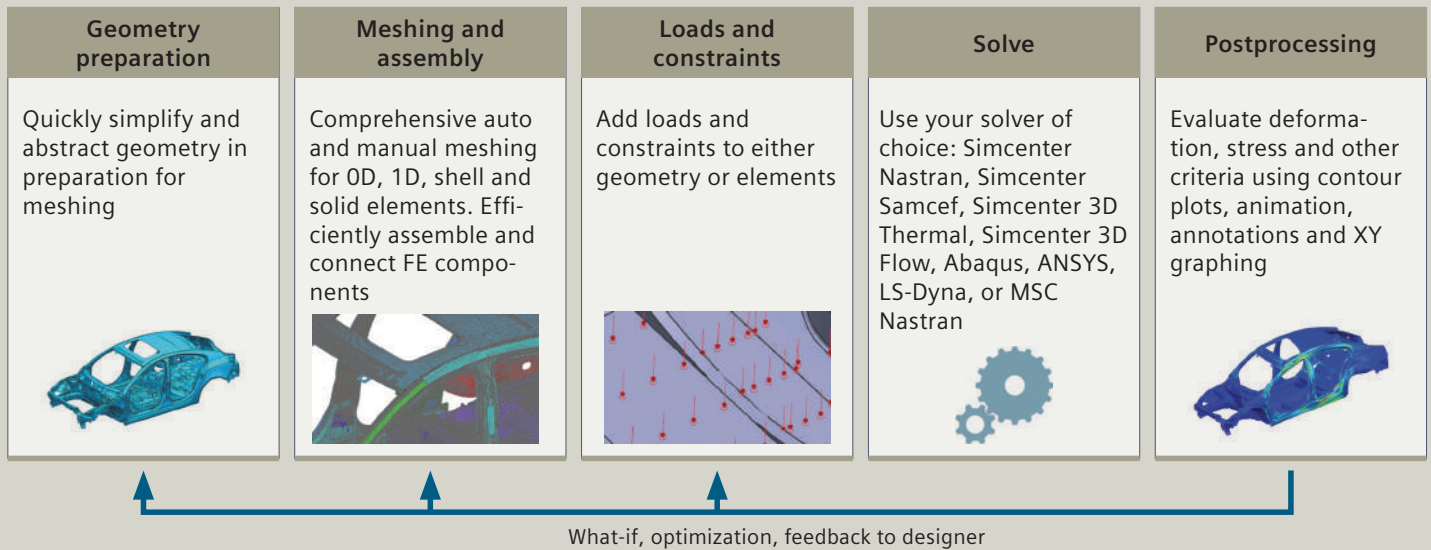 Geometry
preparation
Quickly simplify and
abstract geometry in
preparation for
meshing
Meshing and
assembly
Comprehensive auto
and manual meshing
for 0D, 1D, shell and
solid elements. Effi-
ciently assemble and
connect FE compo-
nents
Loads and
constraints
Add loads and
constraints to either
geometry or elements
Solve
Use your solver of
choice: Simcenter
Nastran, Simcenter
Samcef, Simcenter 3D
Thermal, Simcenter 3D
Flow, Abaqus, ANSYS,
LS-Dyna, or MSC
Nastran
Postprocessing
Evaluate deforma-
tion, stress and other
criteria using contour
plots, animation,
annotations and XY
graphing
What-if, optimization, feedback to designer